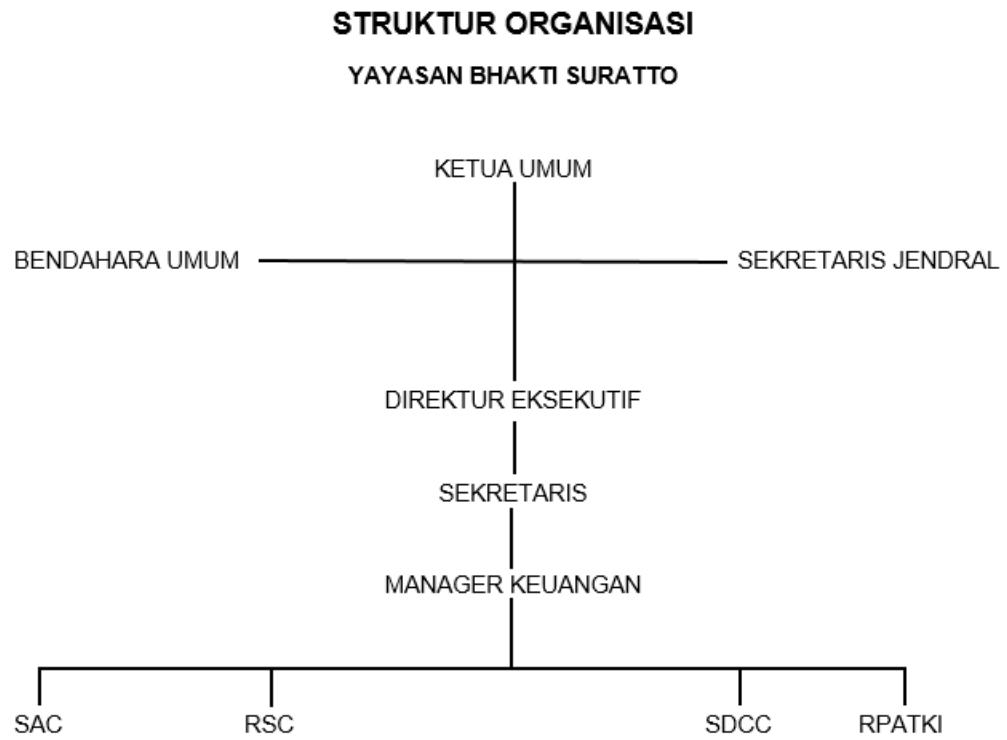 STRUKTUR ORGANISASI
YAYASAN BHAKTI SURATTO
KETUA UMUM
BENDAHARA UMUM SEKRETARIS JENDRAL
DIREKTUR EKSEKUTIF
SEKRETARIS
MANAGER KEUANGAN
SAC RSC SDCC RPATKI